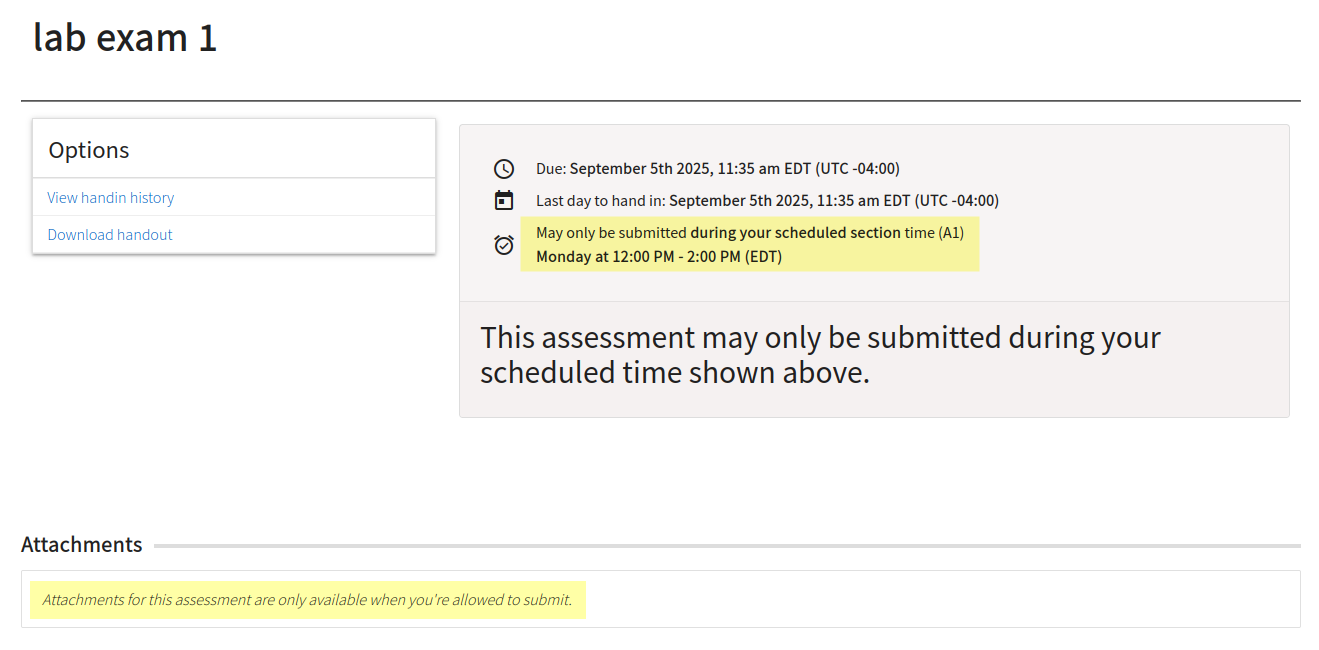 lab exam 1
Options
View handin history
Download handout
Due: September 5th 2025, 11:35 am EDT (UTC -04:00)
Last day to hand in: September 5th 2025, 11:35 am EDT (UTC -04:00)
May only be submitted during your scheduled section time (A1)
Monday at 12:00 PM - 2:00 PM (EDT)
This assessment may only be submitted during your
scheduled time shown above.
Attachments
Attachments for this assessment are only available when you're allowed to submit.